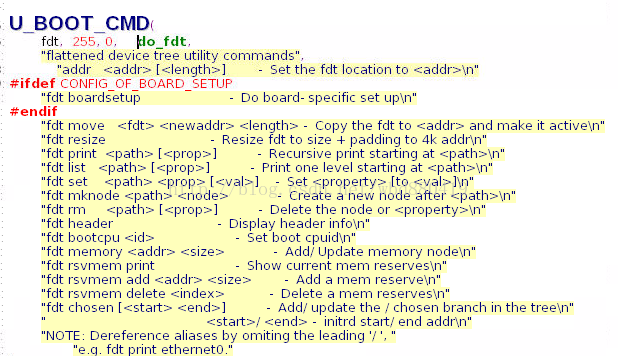 U_BOOT_CMD(
fdt, 255, 0, do_fdt,
"flattened device tree utility commands",
"addr <addr> [<length>] - Set the fdt location to <addr>\n"
#ifdef CONFIG_OF_BOARD_SETUP
"fdt boardsetup - Do board- specific set up\n"
#endif
"fdt move <fdt> <newaddr> <length> - Copy the fdt to <addr> and make it active\n"
"fdt resize - Resize fdt to size + padding to 4k addr\n"
"fdt print <path> [<prop>] - Recursive print starting at <path>\n"
"fdt list <path> [<prop>] - Print one level starting at <path>\n"
"fdt set <path> <prop> [<val>] - Set <property> [to <val>]\n"
"fdt mknode <path> <node> - Create a new node after <path>\n"
"fdt rm <path> [<prop>] - Delete the node or <property>\n"
"fdt header - Display header info\n"
"fdt bootcpu <id> - Set boot cpuid\n"
"fdt memory <addr> <size> - Add/ Update memory node\n"
"fdt rsvmem print - Show current mem reserves\n"
"fdt rsvmem add <addr> <size> - Add a mem reserve\n"
"fdt rsvmem delete <index> - Delete a mem reserves\n"
"fdt chosen [<start> <end>] - Add/ update the / chosen branch in the tree\n"
" <start>/ <end> - initrd start/ end addr\n"
"NOTE: Dereference aliases by omiting the leading '/ ', "
"e.g. fdt print ethernet0."